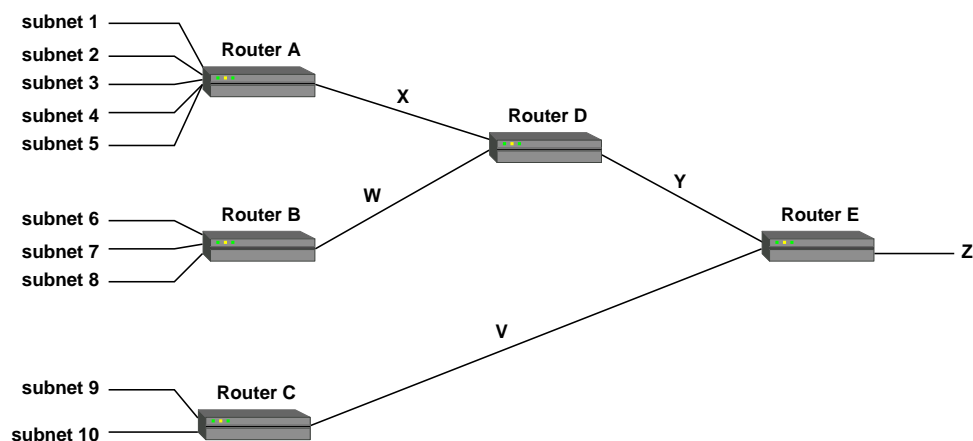 subnet 1
subnet 2
subnet 3
subnet 4
subnet 5
Router A
X
Router D
subnet 6
subnet 7
subnet 8
Router B
W
Y
Router E
Z
V
subnet 9
subnet 10
Router C